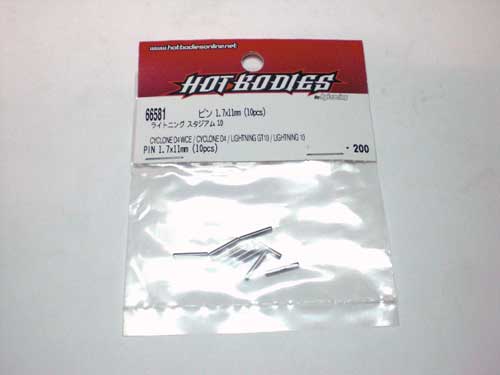 www.hotbodiesonline.net
HOT BODIES
66581
ピン 1.7x11mm (10pcs)
ライトニング スタジアム 10
CYCLONE D4 WCE / CYCLONE D4 / LIGHTNING GT10 / LIGHTNING 10
PIN 1.7x11mm (10pcs)
- 200